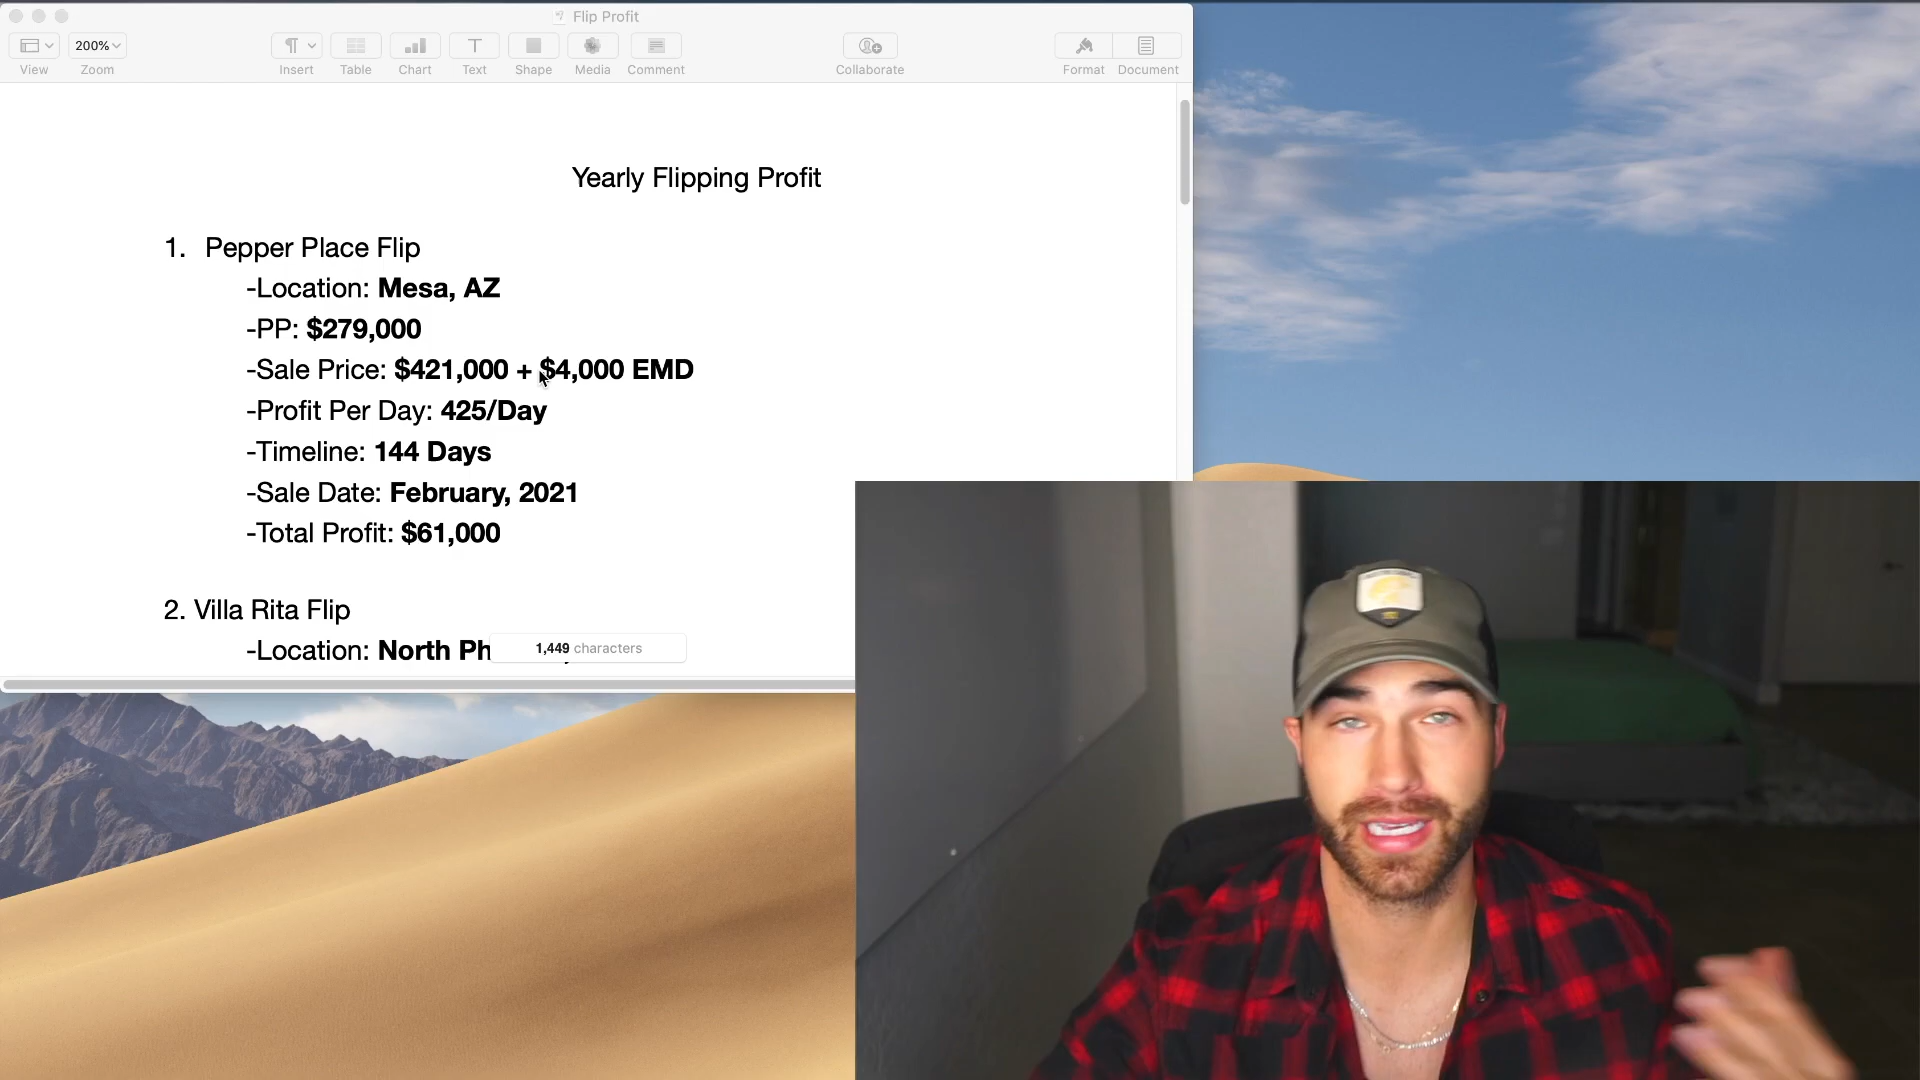 Flip Profit
200%
View
Zoom
Insert
Table
Chart
Text
Shape
Media
Comment
Collaborate
Format
Document
Yearly Flipping Profit
1. Pepper Place Flip
-Location: Mesa, AZ
-PP: $279,000
-Sale Price: $421,000 + $4,000 EMD
-Profit Per Day: 425/Day
-Timeline: 144 Days
-Sale Date: February, 2021
-Total Profit: $61,000
2. Villa Rita Flip
-Location: North Ph
1,449 characters